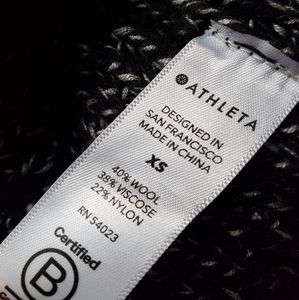 ATHLETA
DESIGNED IN
SAN FRANCISCO
MADE IN CHINA
XS
40% WOOL
38% VISCOSE
22% NYLON
RN 54023
Certified
B